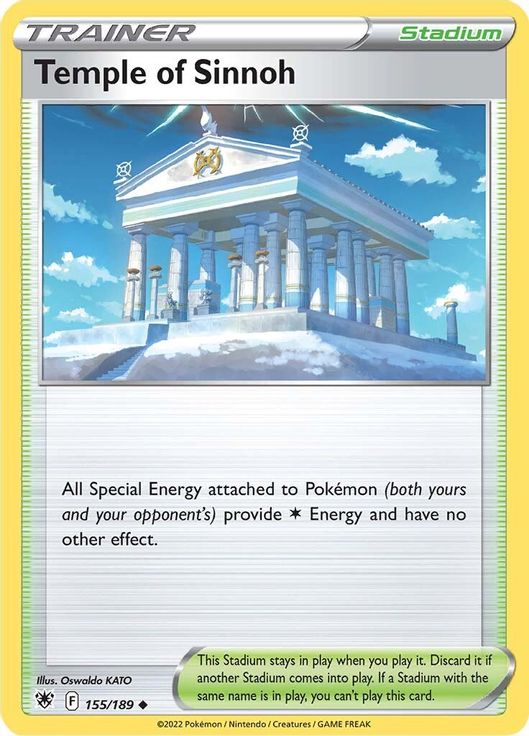 TRAINER
Stadium
Temple of Sinnoh
All Special Energy attached to Pokémon (both yours
and your opponent's) provide Energy and have no
other effect.
This Stadium stays in play when you play it. Discard it if
another Stadium comes into play. If a Stadium with the
same name is in play, you can't play this card.
Illus. Oswaldo KATO
F 155/189
©2022 Pokémon / Nintendo / Creatures / GAME FREAK